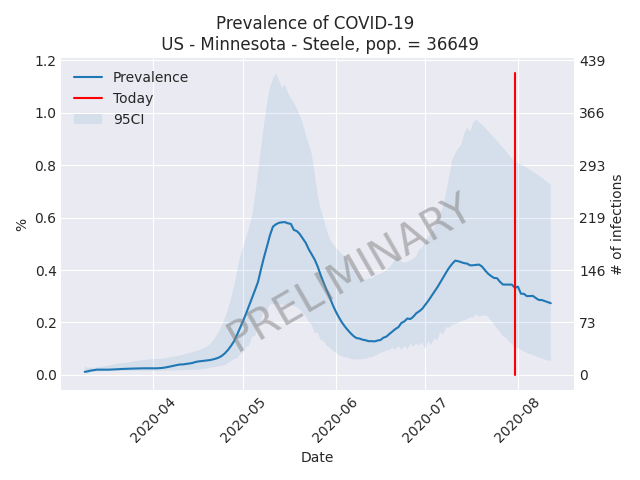 Prevalence of COVID-19
US - Minnesota - Steele, pop. = 36649
Prevalence
Today
95CI
PRELIMINARY
%
1.2
1.0
0.8
0.6
0.4
0.2
0.0
439
366
293
219
146
73
0
# of infections
2020-04
2020-05
2020-06
2020-07
2020-08
Date